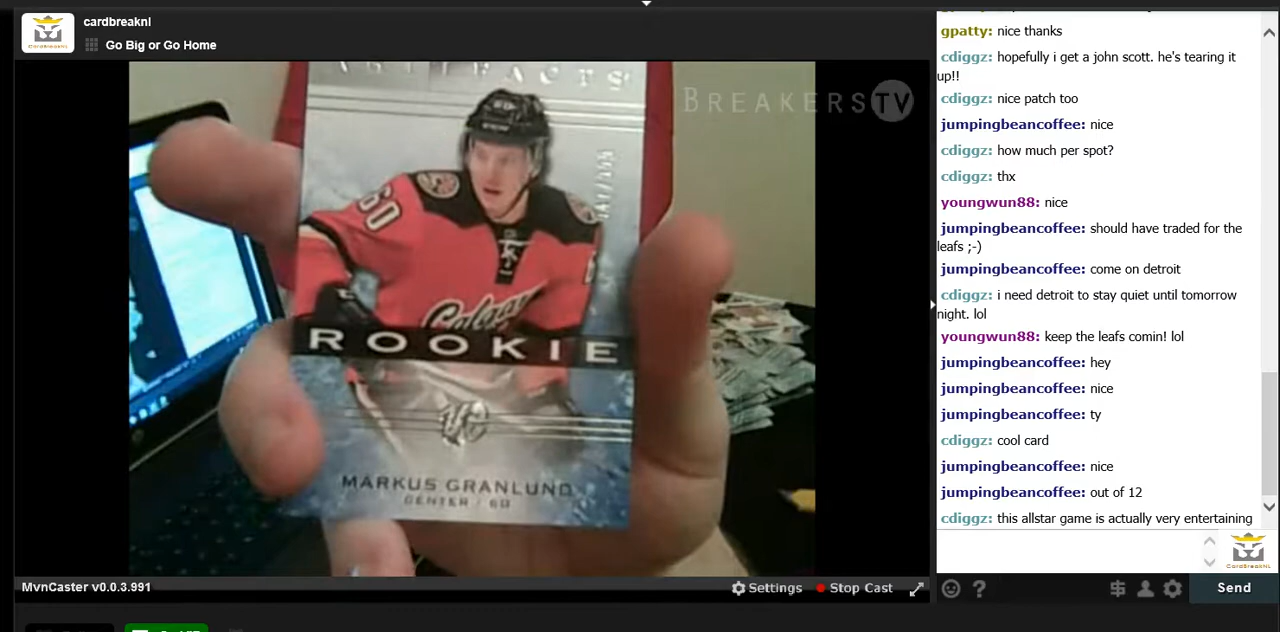 cardbreaknl
Go Big or Go Home
CardBreakNL
BREAKERS TV
ARTIFACTS
60
Calgary
ROOKIE
MARKUS GRANLUND
CENTER / 60
MvnCaster v0.0.3.991
Settings
Stop Cast
gpatty: nice thanks
cdiggz: hopefully i get a john scott. he's tearing it
up!!
cdiggz: nice patch too
jumpingbeancoffee: nice
cdiggz: how much per spot?
cdiggz: thx
youngwun88: nice
jumpingbeancoffee: should have traded for the
leafs ;-)
jumpingbeancoffee: come on detroit
cdiggz: i need detroit to stay quiet until tomorrow
night. lol
youngwun88: keep the leafs comin! lol
jumpingbeancoffee: hey
jumpingbeancoffee: nice
jumpingbeancoffee: ty
cdiggz: cool card
jumpingbeancoffee: nice
jumpingbeancoffee: out of 12
cdiggz: this allstar game is actually very entertaining
CardBreakNL
Send